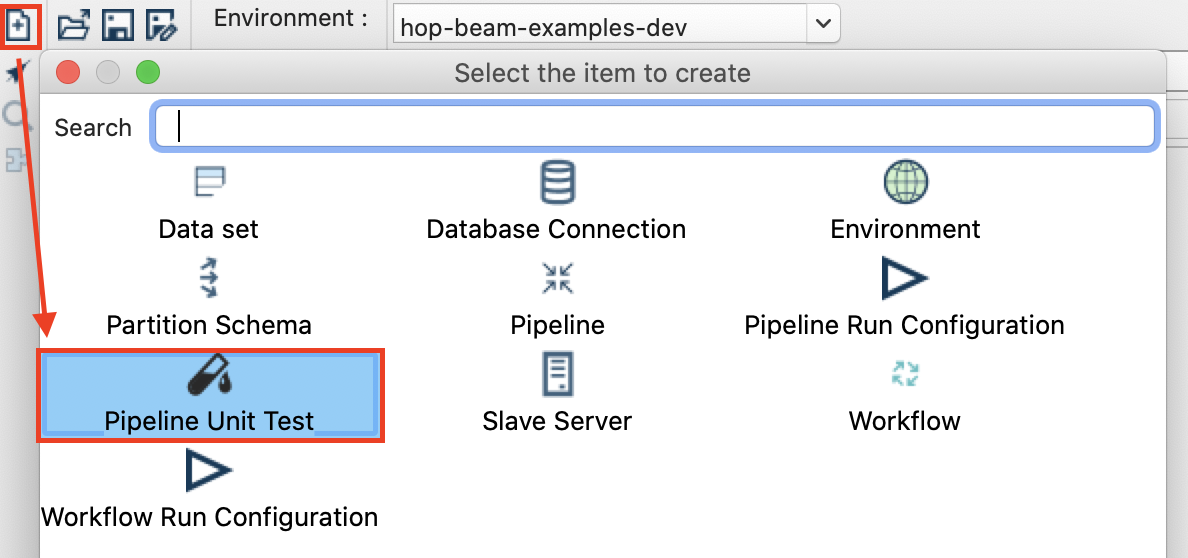 Environment :
hop-beam-examples-dev
Select the item to create
Search
Data set
Database Connection
Environment
Partition Schema
Pipeline
Pipeline Run Configuration
Pipeline Unit Test
Slave Server
Workflow
Workflow Run Configuration